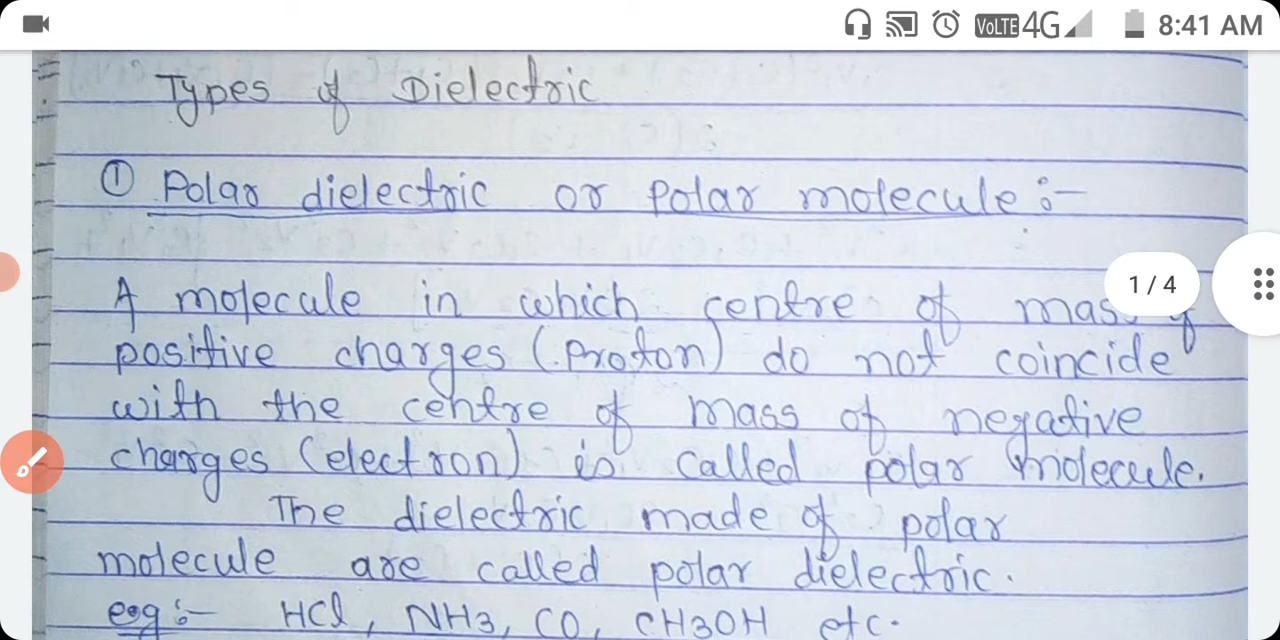 VoLTE 4G 8:41 AM
Types of Dielectric
① Polar dielectric or polar molecule :-
1 / 4
A molecule in which centre of mass of
positive charges (Proton) do not coincide
with the centre of mass of negative
charges (electron) is called polar molecule.
The dielectric made of polar
molecule are called polar dielectric.
eg :- HCl, NH3, CO, CH3OH etc.